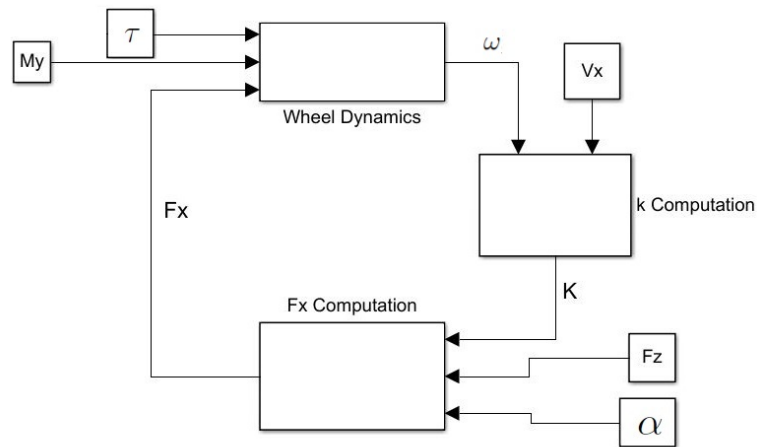 τ
ω
My
Vx
Wheel Dynamics
k Computation
Fx
K
Fx Computation
Fz
α